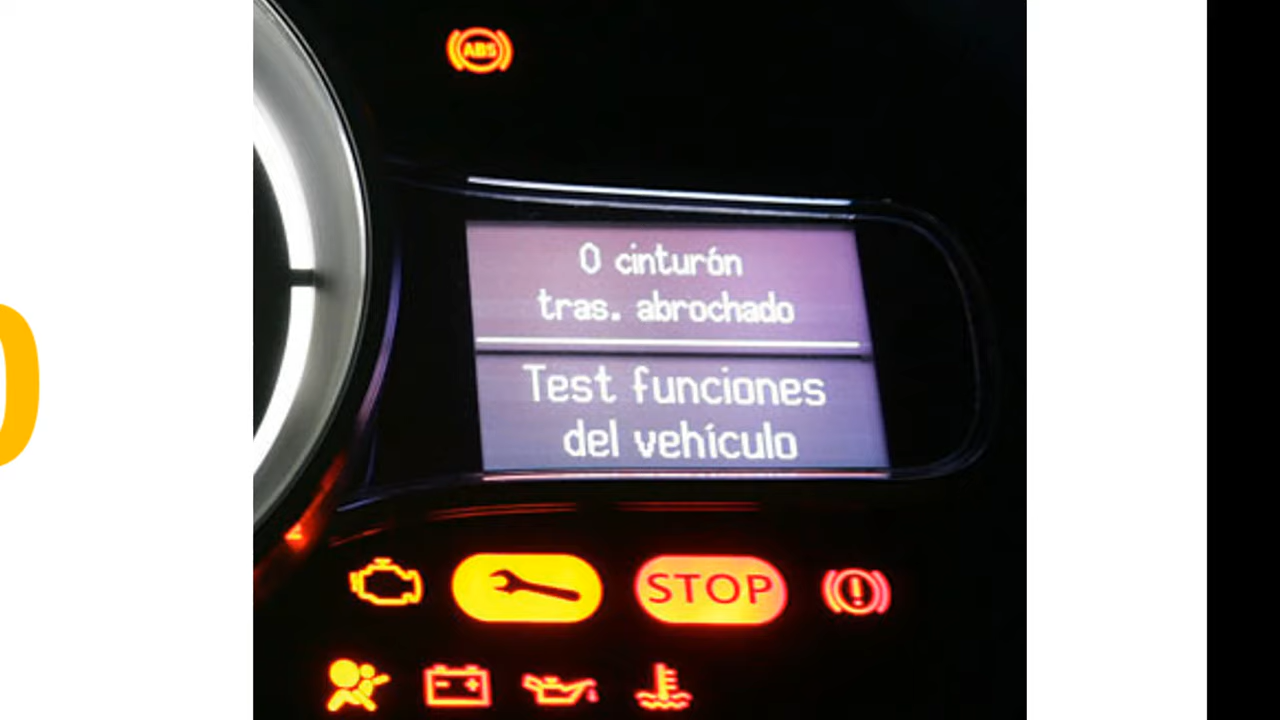 ABS
0 cinturón
tras. abrochado
Test funciones
del vehículo
STOP